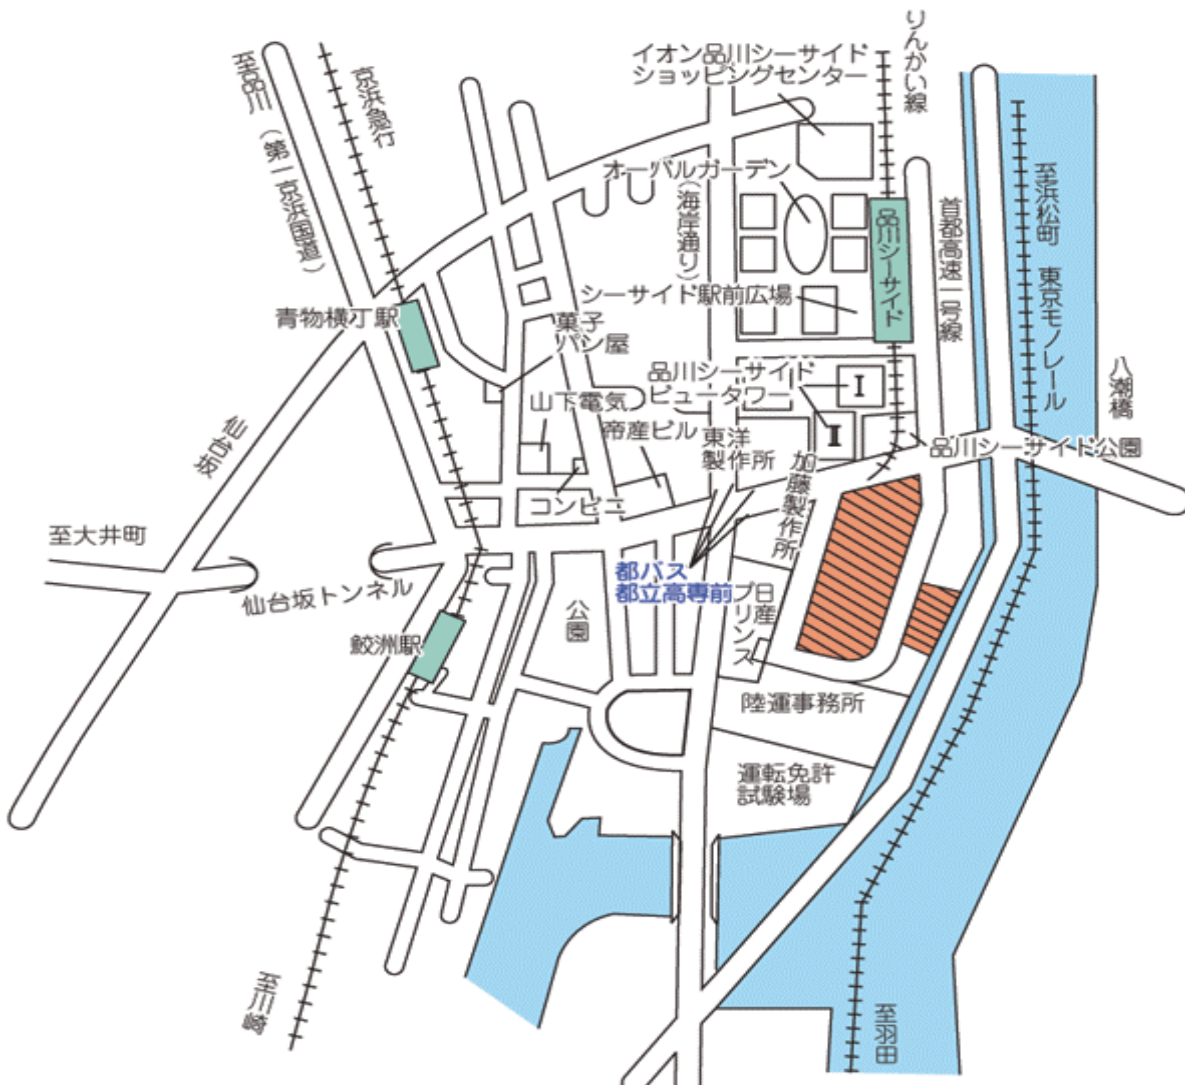 りんかい線
イオン品川シーサイド
ショッピングセンター
至品川
(第一京浜国道)
京浜急行
オーバルガーデン
(海岸通り)
品川シーサイド
首都高速一号線
至浜松町 東京モノレール
シーサイド駅前広場
青物横丁駅
菓子
パン屋
八潮橋
品川シーサイド
ビュータワー
I
II
山下電気
帝産ビル
東洋
製作所
仙台坂
加藤製作所
品川シーサイド公園
コンビニ
至大井町
都バス
都立高専前
仙台坂トンネル
日産
プリンス
公園
鮫洲駅
陸運事務所
運転免許
試験場
至川崎
至羽田